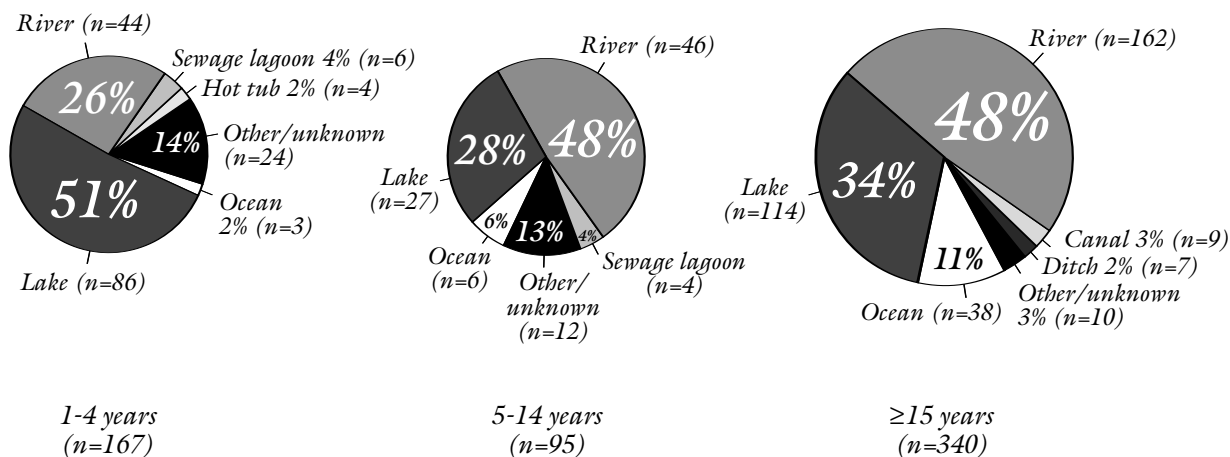 River (n=44)
Sewage lagoon 4% (n=6)
Hot tub 2% (n=4)
26%
14%
Other/unknown
(n=24)
51%
Ocean
2% (n=3)
Lake (n=86)
1-4 years
(n=167)
River (n=46)
28%
48%
Lake
(n=27)
6%
13%
4%
Ocean
(n=6)
Sewage lagoon
(n=4)
Other/
unknown
(n=12)
5-14 years
(n=95)
River (n=162)
48%
34%
Lake
(n=114)
11%
Canal 3% (n=9)
Ditch 2% (n=7)
Other/unknown
3% (n=10)
Ocean (n=38)
≥15 years
(n=340)